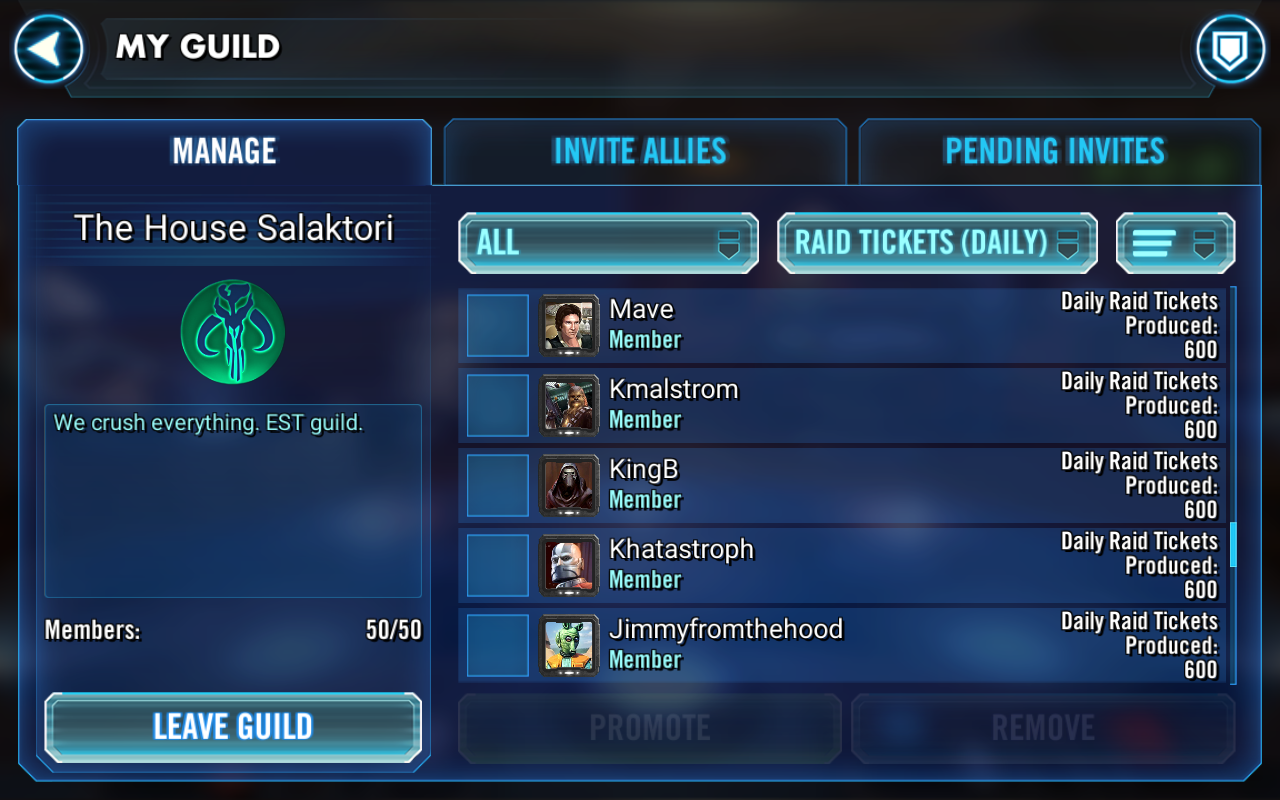 MY GUILD
MANAGE
INVITE ALLIES
PENDING INVITES
The House Salaktori
We crush everything. EST guild.
Members: 50/50
LEAVE GUILD
ALL
RAID TICKETS (DAILY)
Mave
Member
Daily Raid Tickets
Produced:
600
Kmalstrom
Member
Daily Raid Tickets
Produced:
600
KingB
Member
Daily Raid Tickets
Produced:
600
Khatastroph
Member
Daily Raid Tickets
Produced:
600
Jimmyfromthehood
Member
Daily Raid Tickets
Produced:
600
PROMOTE
REMOVE